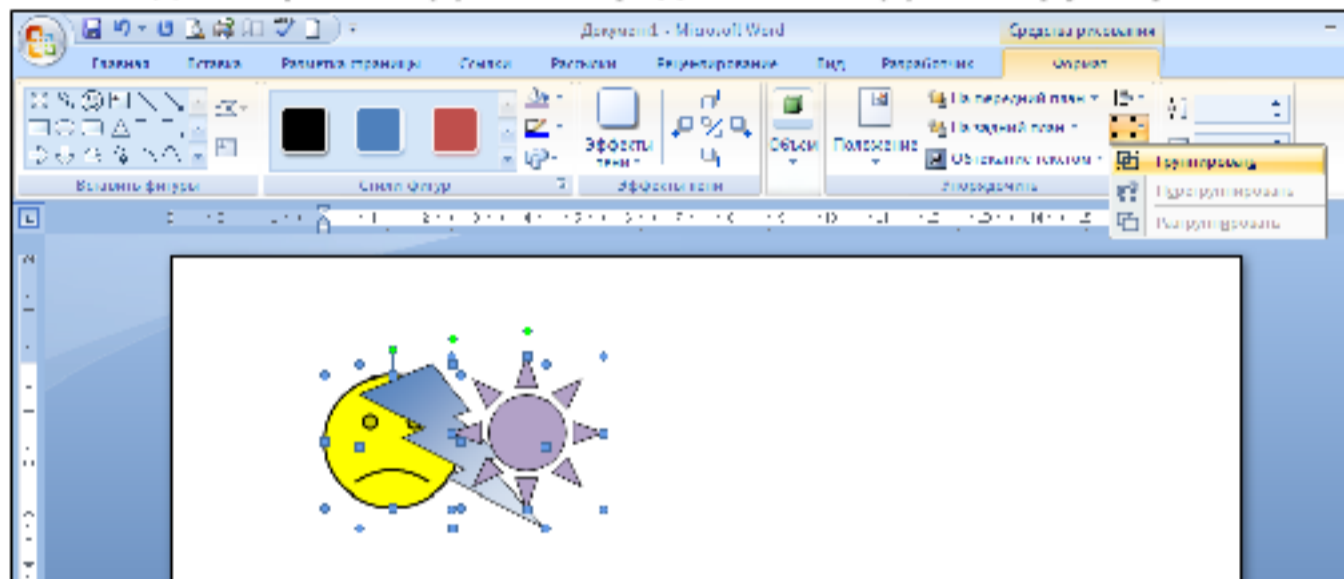 Документ1 - Microsoft Word
Средства рисования
Главная Вставка Разметка страницы Ссылки Рассылки Рецензирование Вид Разработчик Формат
На передний план
Эффекты тени Объем Положение На задний план
Обтекание текстом
Группировать
Перегруппировать
Разгруппировать
Вставить фигуры Стили фигур Эффекты тени Упорядочить